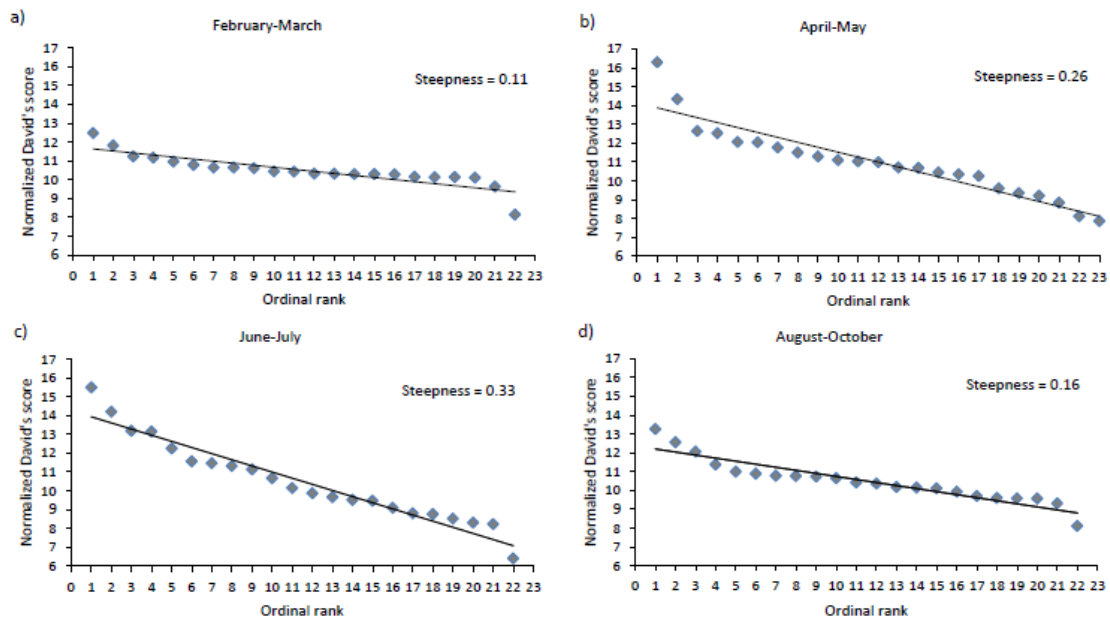 a)
February-March
Normalized David's score
17
16
15
14
13
12
11
10
9
8
7
6
Steepness = 0.11
0 1 2 3 4 5 6 7 8 9 10 11 12 13 14 15 16 17 18 19 20 21 22 23
Ordinal rank
b)
April-May
Normalized David's score
17
16
15
14
13
12
11
10
9
8
7
6
Steepness = 0.26
0 1 2 3 4 5 6 7 8 9 10 11 12 13 14 15 16 17 18 19 20 21 22 23
Ordinal rank
c)
June-July
Normalized David's score
17
16
15
14
13
12
11
10
9
8
7
6
Steepness = 0.33
0 1 2 3 4 5 6 7 8 9 10 11 12 13 14 15 16 17 18 19 20 21 22 23
Ordinal rank
d)
August-October
Normalized David's score
17
16
15
14
13
12
11
10
9
8
7
6
Steepness = 0.16
0 1 2 3 4 5 6 7 8 9 10 11 12 13 14 15 16 17 18 19 20 21 22 23
Ordinal rank